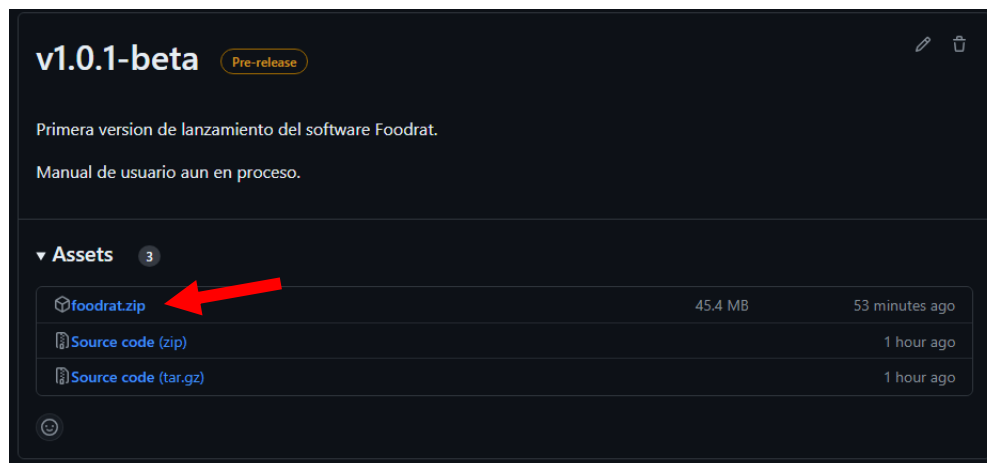 v1.0.1-beta Pre-release
Primera version de lanzamiento del software Foodrat.
Manual de usuario aun en proceso.
Assets 3
foodrat.zip 45.4 MB 53 minutes ago
Source code (zip) 1 hour ago
Source code (tar.gz) 1 hour ago